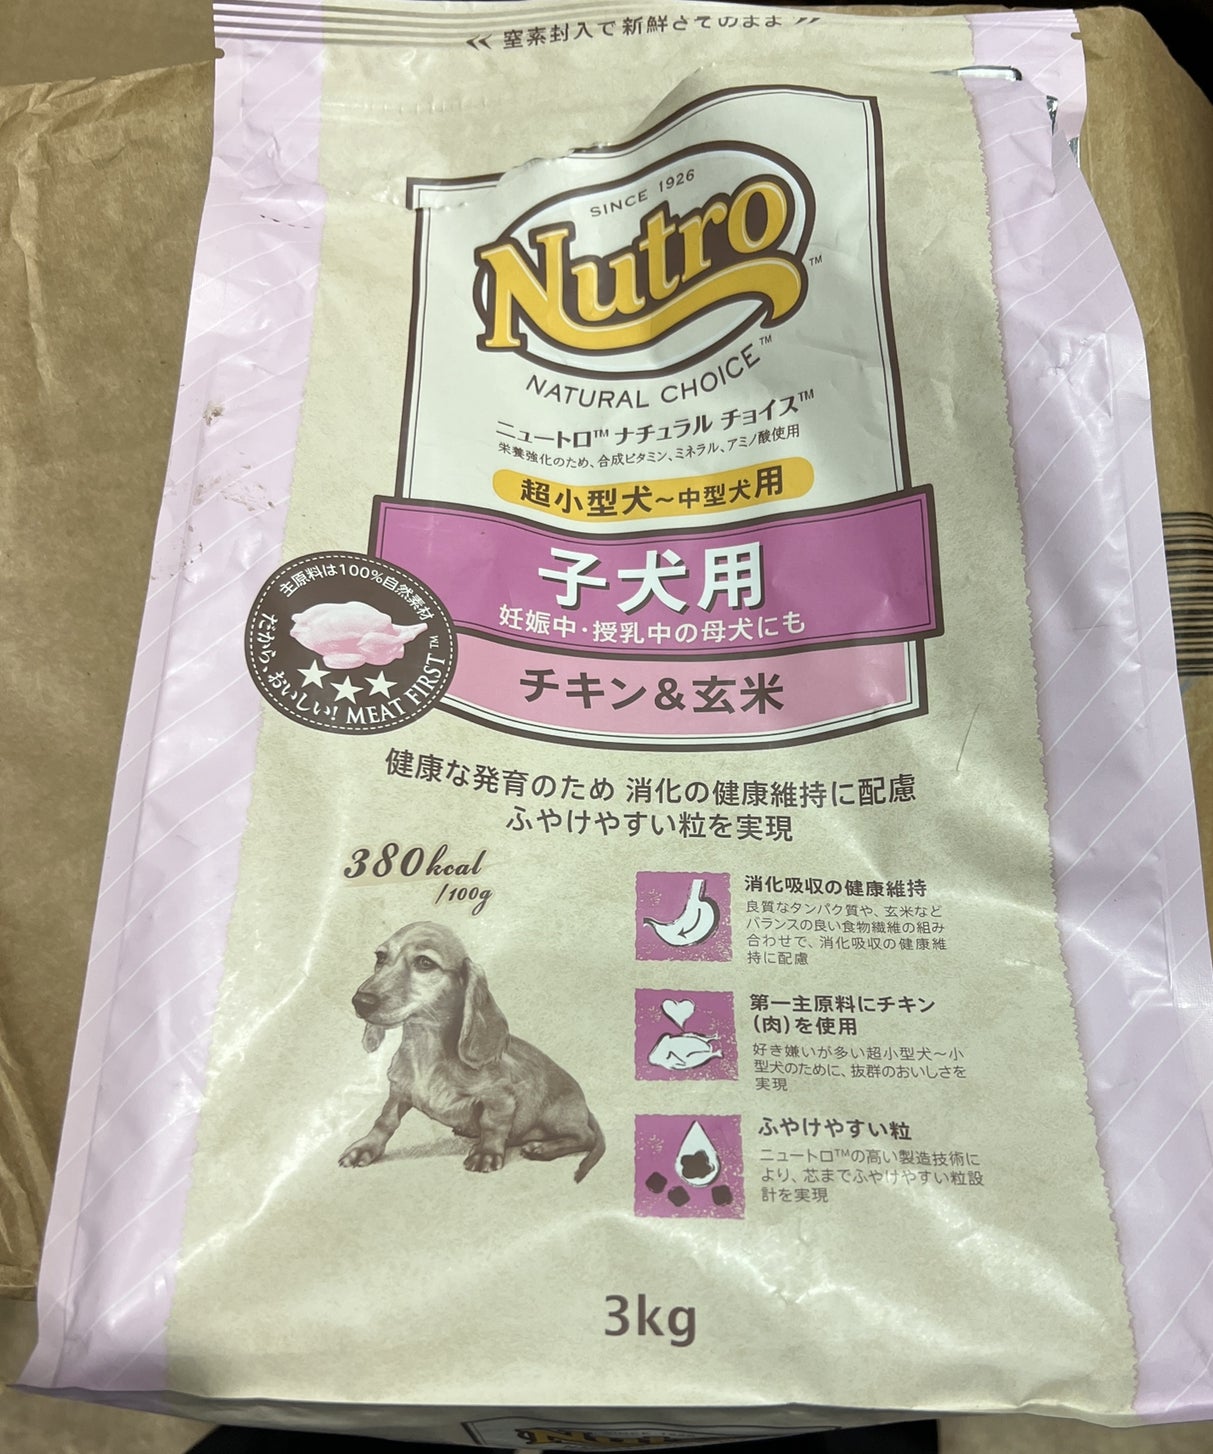 窒素封入で新鮮さそのまま
SINCE 1926
Nutro™
NATURAL CHOICE™
ニュートロ™ ナチュラル チョイス™
栄養強化のため、合成ビタミン、ミネラル、アミノ酸使用
超小型犬～中型犬用
子犬用
妊娠中・授乳中の母犬にも
チキン＆玄米
主原料は100%自然素材
だから、おいしい! MEAT FIRST™
健康な発育のため 消化の健康維持に配慮
ふやけやすい粒を実現
380kcal
/100g
消化吸収の健康維持
良質なタンパク質や、玄米など
バランスの良い食物繊維の組み
合わせで、消化吸収の健康維
持に配慮
第一主原料にチキン
(肉)を使用
好き嫌いが多い超小型犬～小
型犬のために、抜群のおいしさを
実現
ふやけやすい粒
ニュートロ™の高い製造技術に
より、芯までふやけやすい粒設
計を実現
3kg